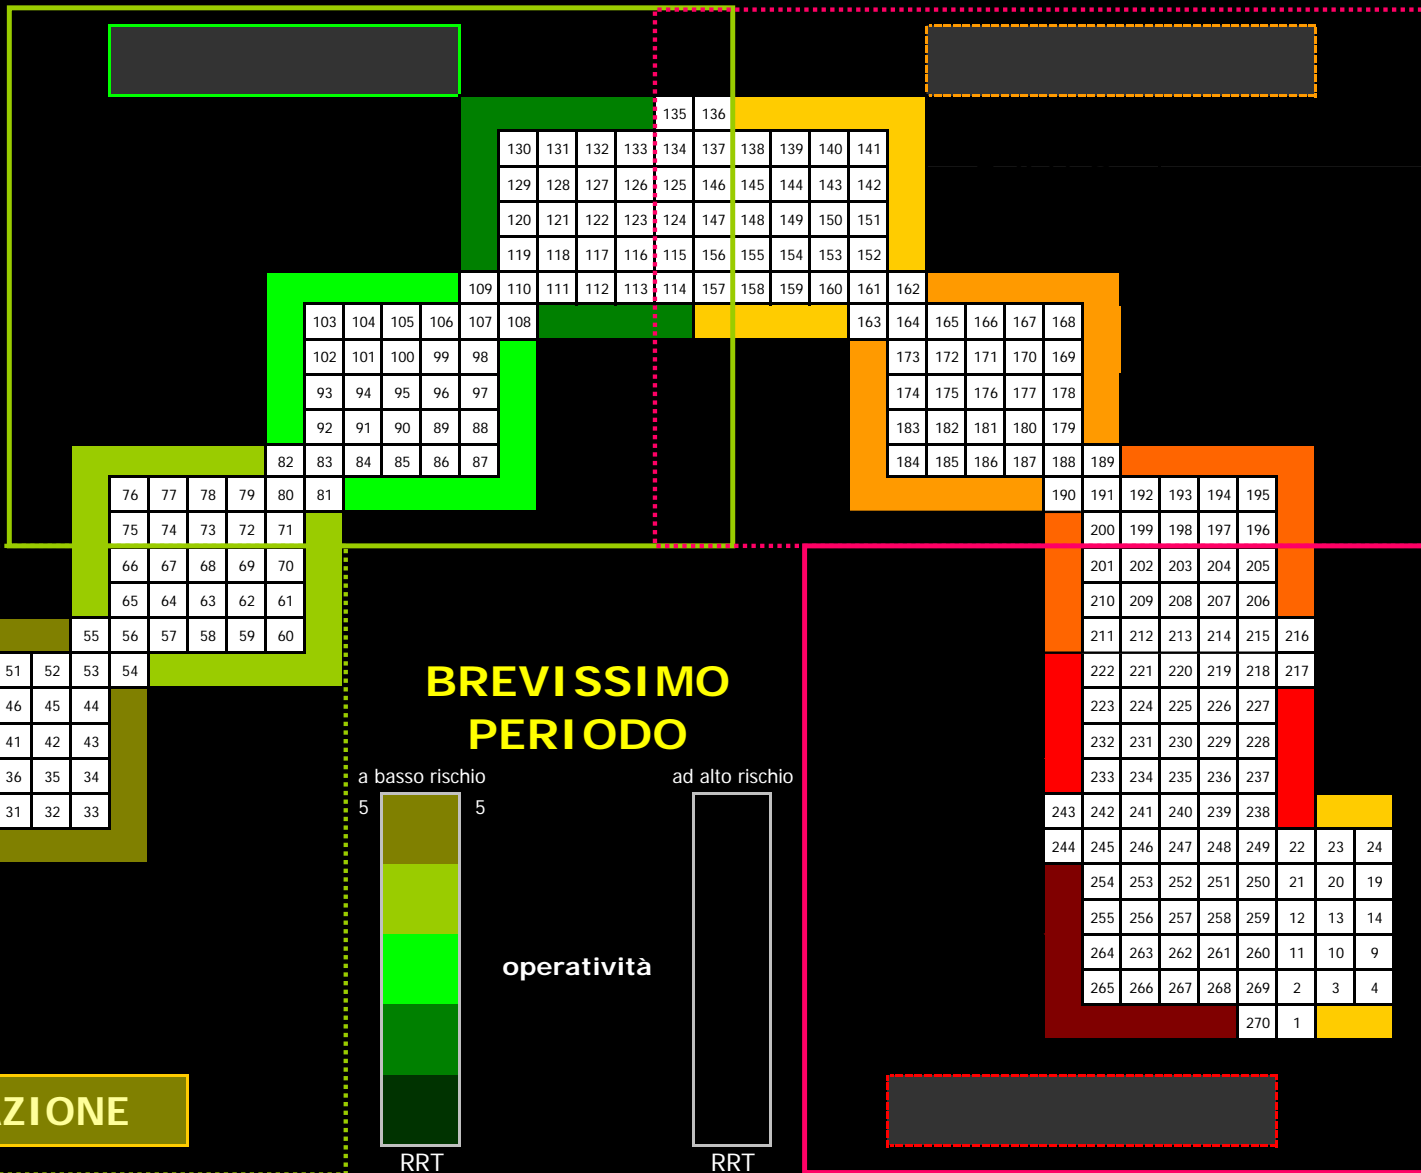 135 136
130 131 132 133 134 137 138 139 140 141
129 128 127 126 125 146 145 144 143 142
120 121 122 123 124 147 148 149 150 151
119 118 117 116 115 156 155 154 153 152
109 110 111 112 113 114 157 158 159 160 161 162
103 104 105 106 107 108 163 164 165 166 167 168
102 101 100 99 98 173 172 171 170 169
93 94 95 96 97 174 175 176 177 178
92 91 90 89 88 183 182 181 180 179
82 83 84 85 86 87 184 185 186 187 188 189
76 77 78 79 80 81 190 191 192 193 194 195
75 74 73 72 71 200 199 198 197 196
66 67 68 69 70 201 202 203 204 205
65 64 63 62 61 210 209 208 207 206
55 56 57 58 59 60 211 212 213 214 215 216
51 52 53 54 222 221 220 219 218 217
46 45 44 223 224 225 226 227
41 42 43 232 231 230 229 228
36 35 34 233 234 235 236 237
31 32 33 243 242 241 240 239 238
244 245 246 247 248 249 22 23 24
254 253 252 251 250 21 20 19
255 256 257 258 259 12 13 14
264 263 262 261 260 11 10 9
265 266 267 268 269 2 3 4
270 1
BREVISSIMO
PERIODO
a basso rischio ad alto rischio
5 5
operatività
AZIONE
RRT RRT